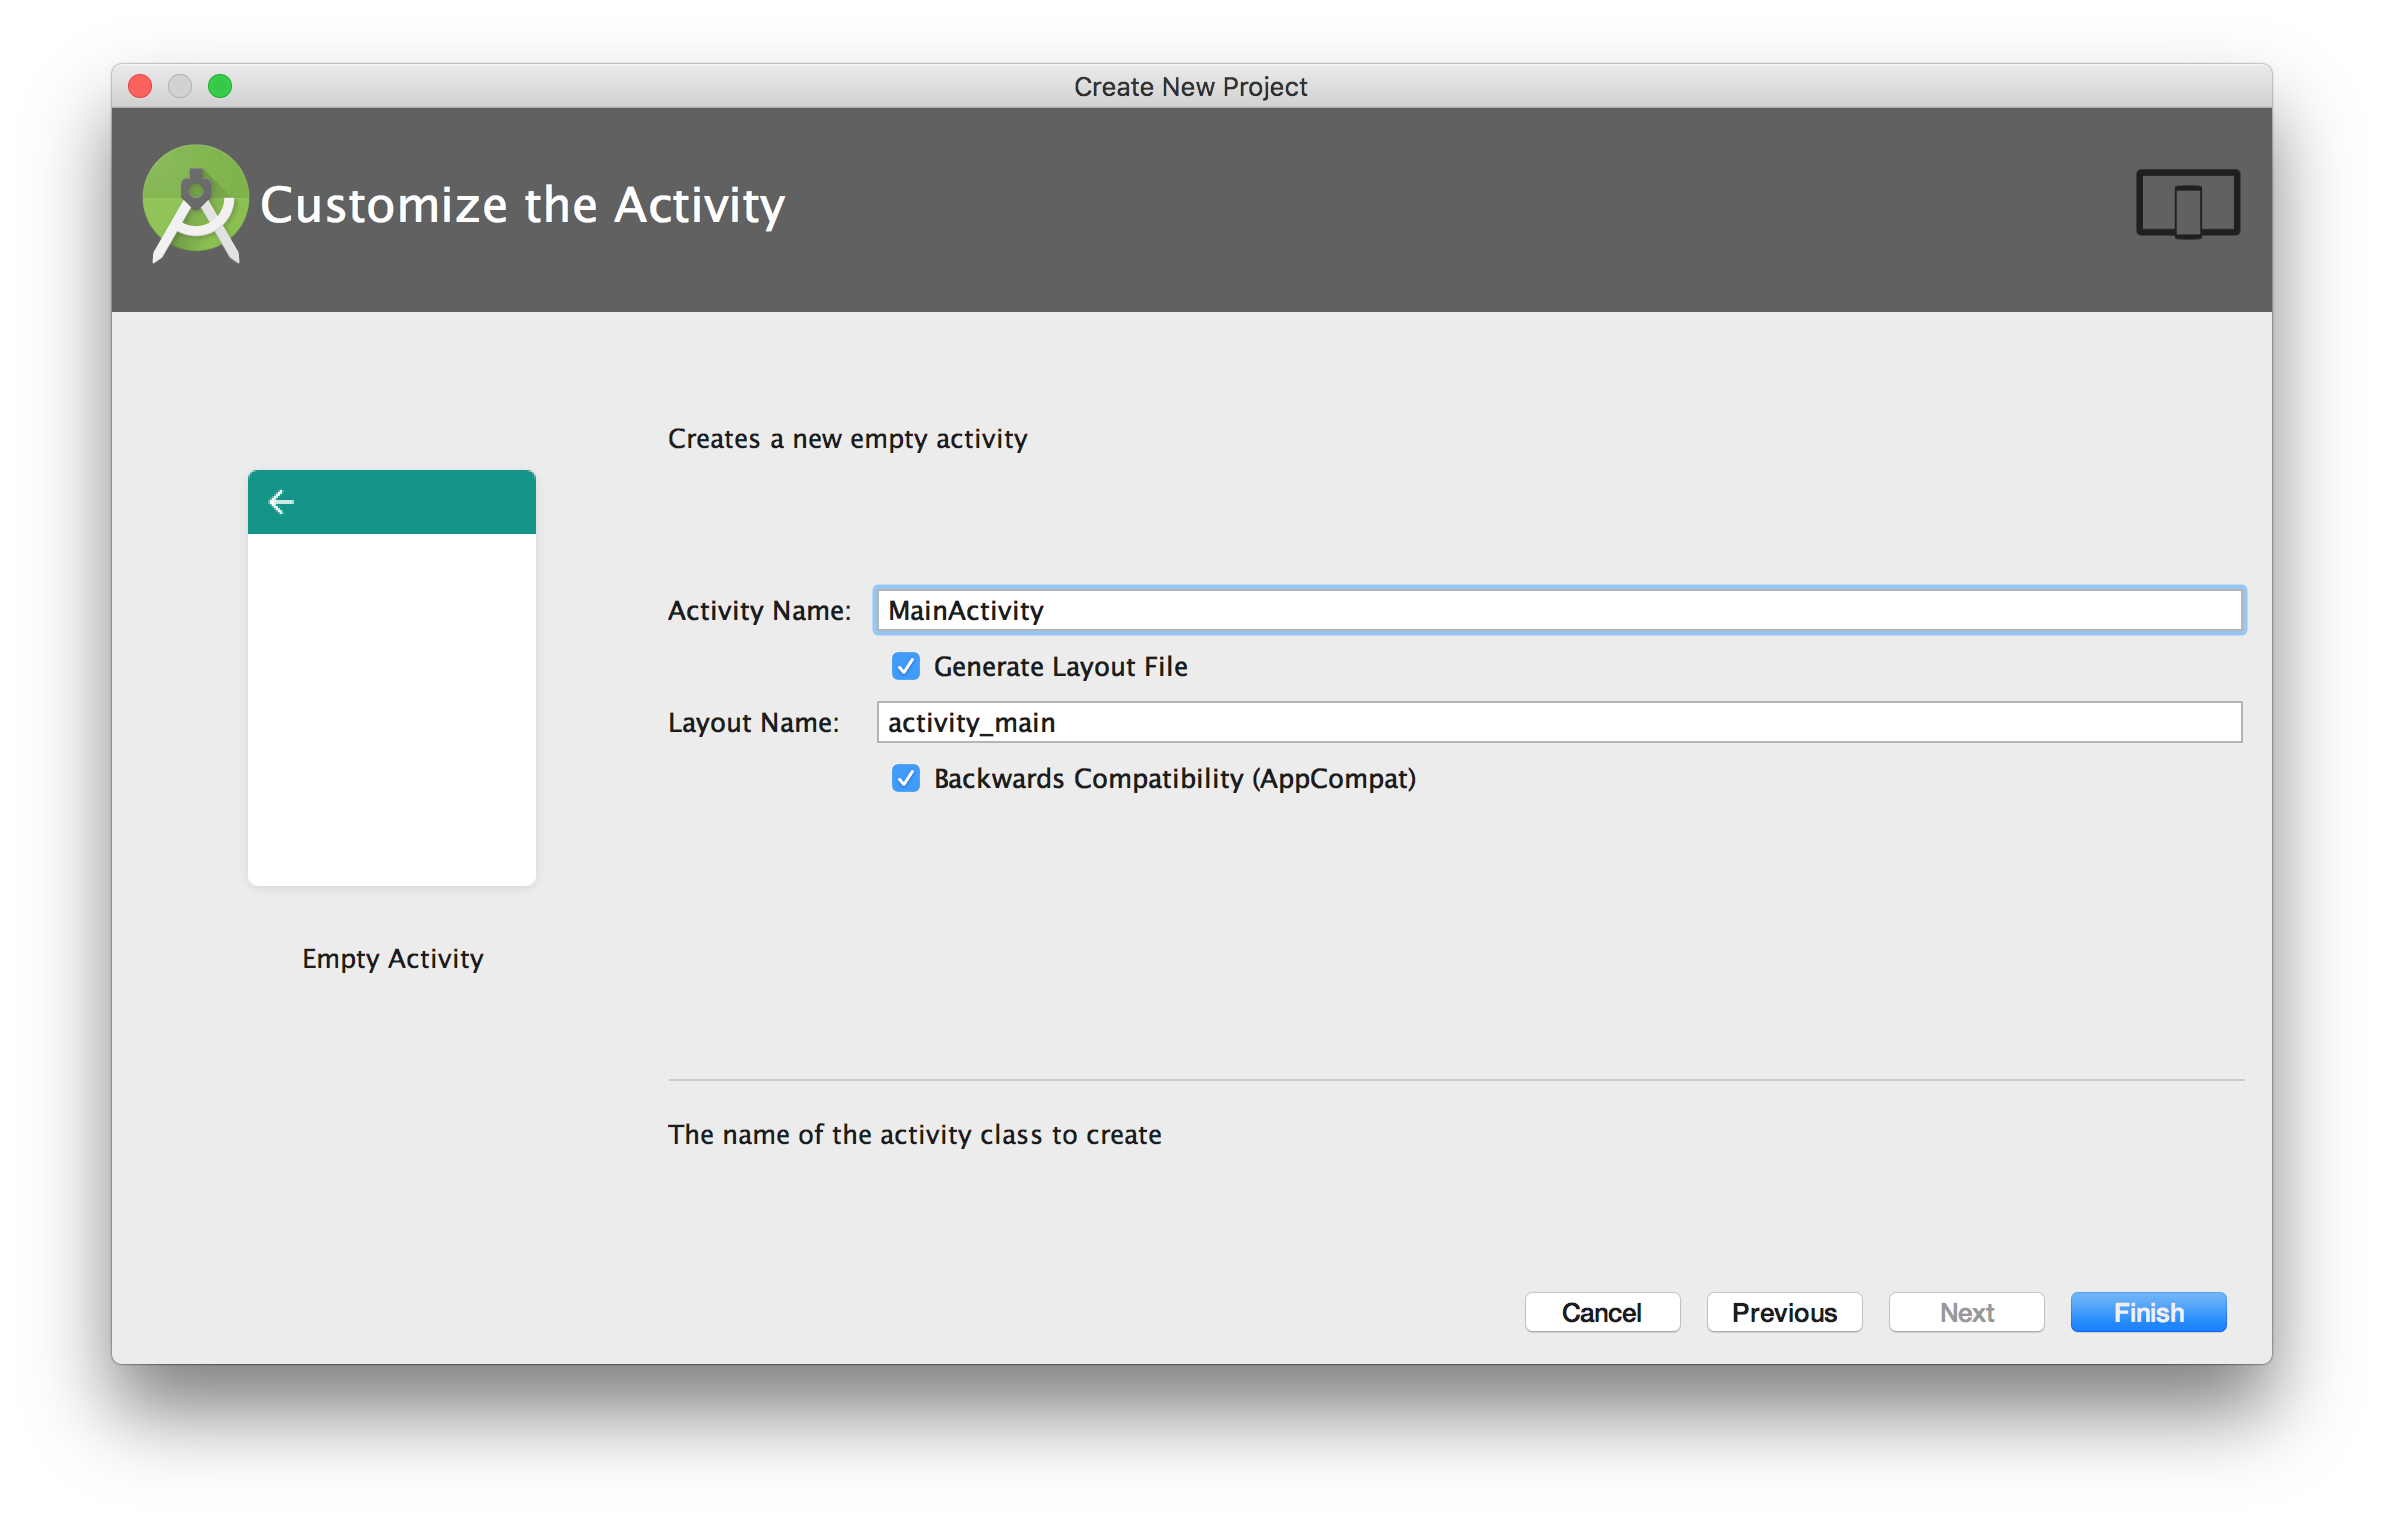 Create New Project
Customize the Activity
Creates a new empty activity
Activity Name: MainActivity
Generate Layout File
Layout Name: activity_main
Backwards Compatibility (AppCompat)
Empty Activity
The name of the activity class to create
Cancel Previous Next Finish